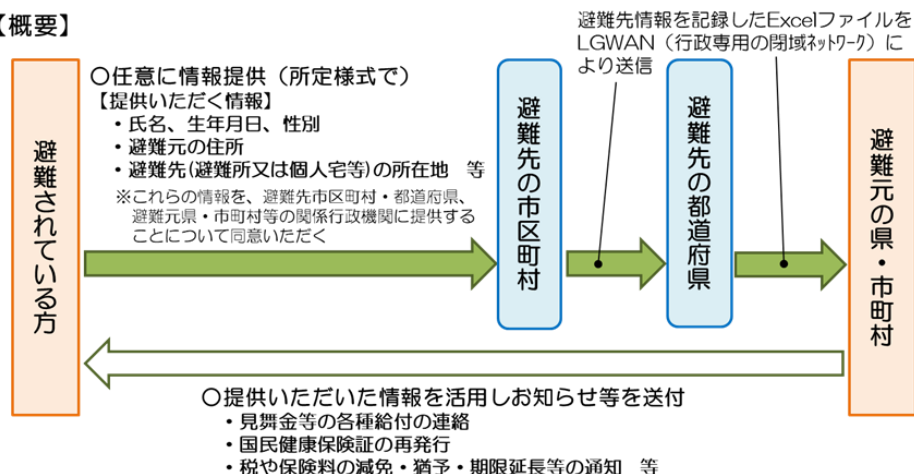 【概要】
避難先情報を記録したExcelファイルを
LGWAN（行政専用の閉域ネットワーク）に
より送信
避難されている方
〇任意に情報提供（所定様式で）
【提供いただく情報】
・氏名、生年月日、性別
・避難元の住所
・避難先(避難所又は個人宅等)の所在地　等
※これらの情報を、避難先市区町村・都道府県、
避難元県・市町村等の関係行政機関に提供する
ことについて同意いただく
避難先の市区町村
避難先の都道府県
避難元の県・市町村
〇提供いただいた情報を活用しお知らせ等を送付
・見舞金等の各種給付の連絡
・国民健康保険証の再発行
・税や保険料の減免・猶予・期限延長等の通知　等